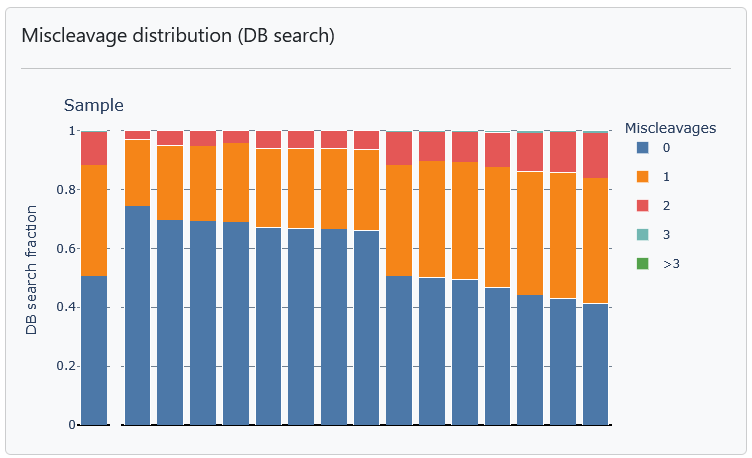 Miscleavage distribution (DB search)
Sample
DB search fraction
1
0.8
0.6
0.4
0.2
0
Miscleavages
0
1
2
3
>3